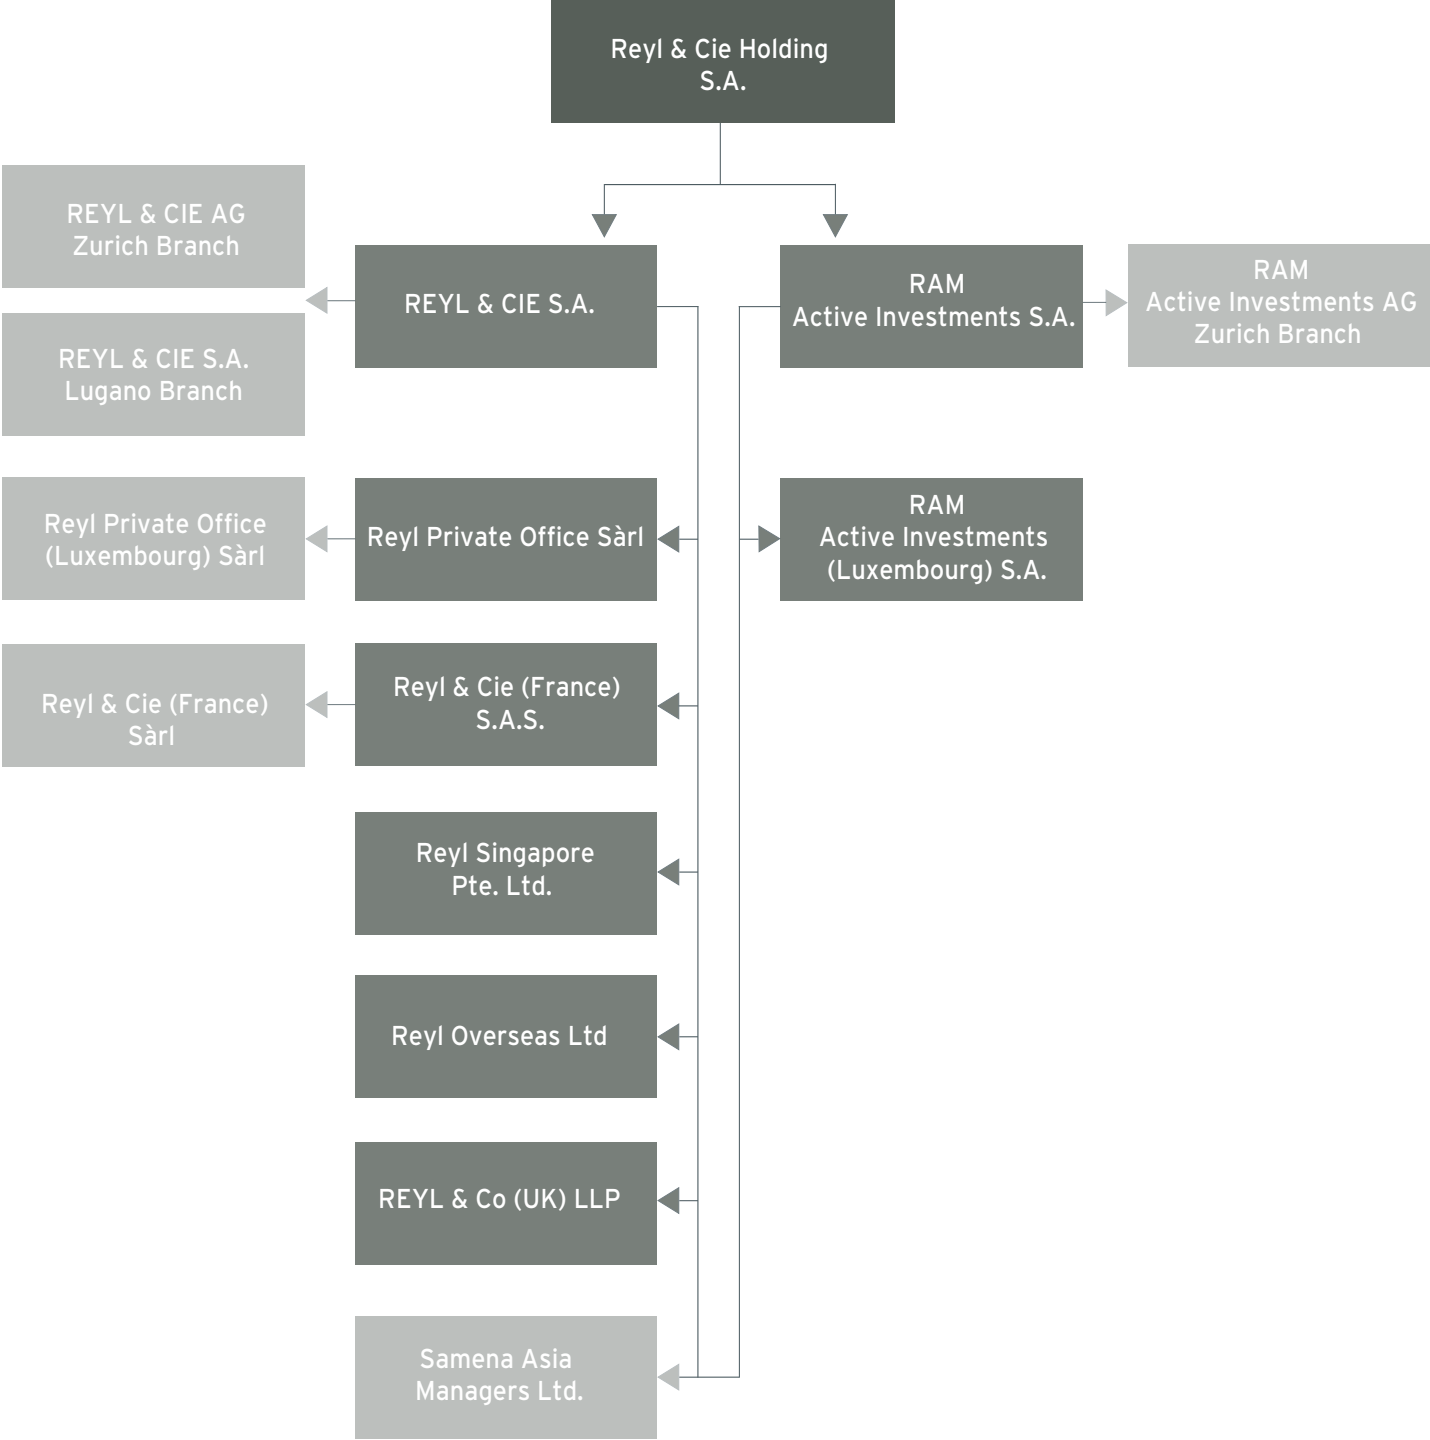 Reyl & Cie Holding
S.A.
REYL & CIE AG
Zurich Branch
REYL & CIE S.A.
Lugano Branch
REYL & CIE S.A.
RAM
Active Investments S.A.
RAM
Active Investments AG
Zurich Branch
Reyl Private Office
(Luxembourg) Sàrl
Reyl Private Office Sàrl
RAM
Active Investments
(Luxembourg) S.A.
Reyl & Cie (France)
Sàrl
Reyl & Cie (France)
S.A.S.
Reyl Singapore
Pte. Ltd.
Reyl Overseas Ltd
REYL & Co (UK) LLP
Samena Asia
Managers Ltd.